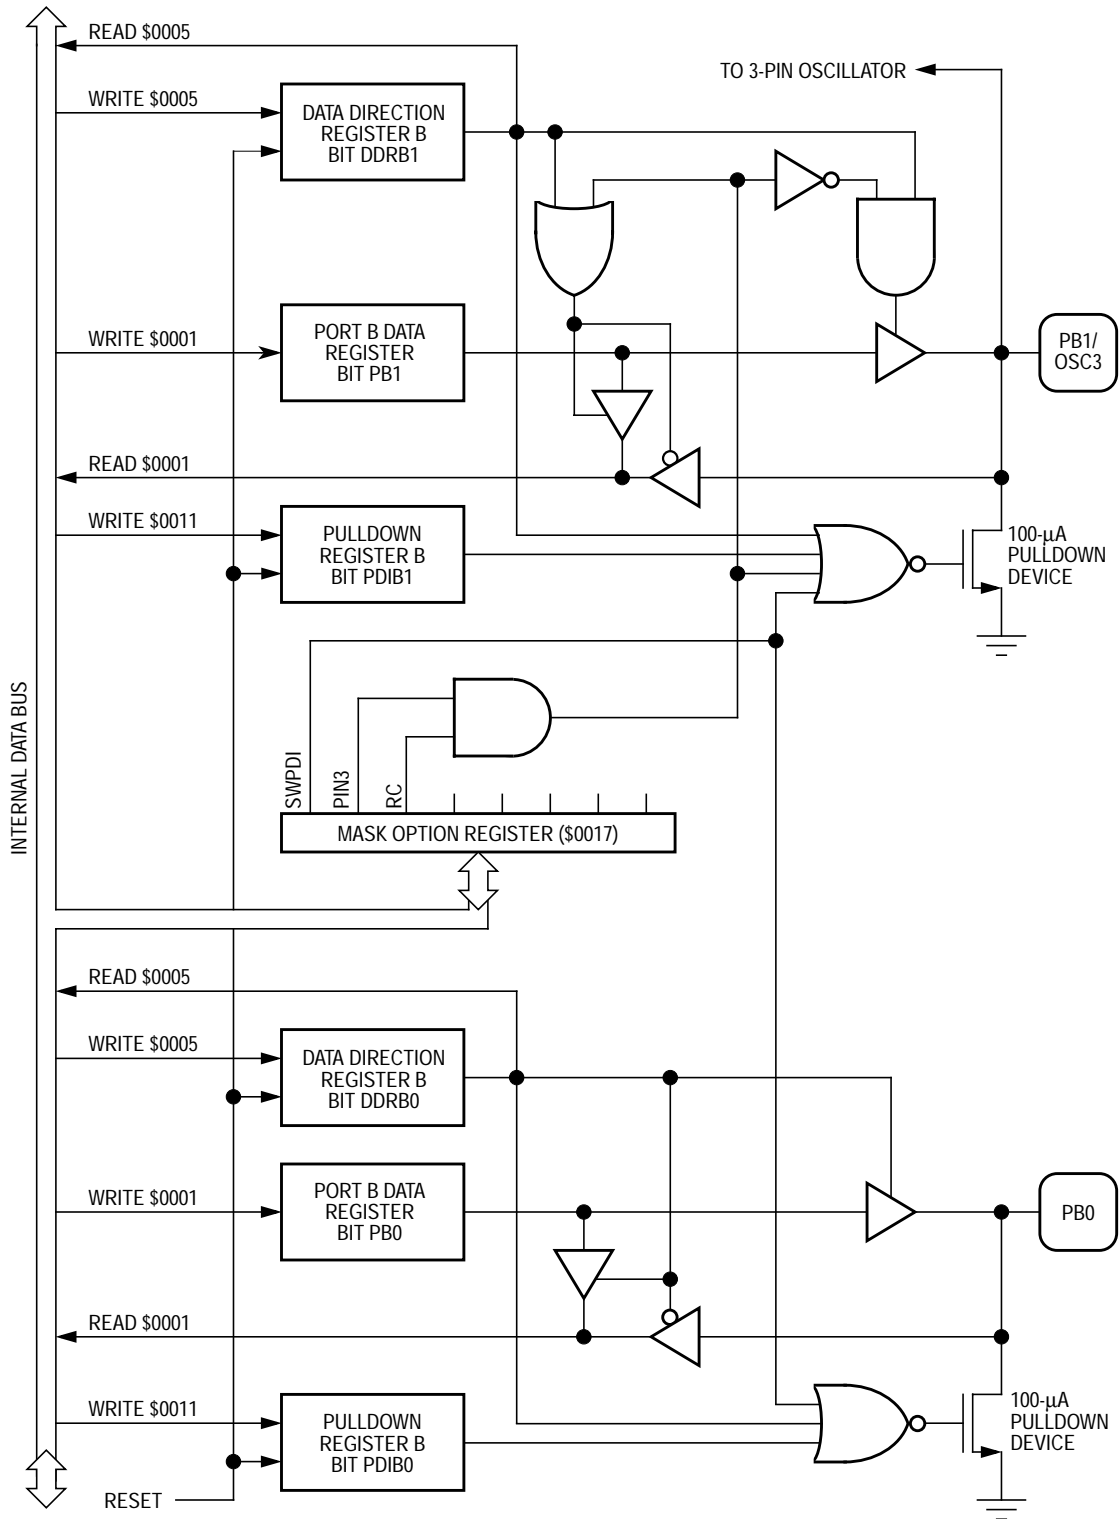 READ $0005
TO 3-PIN OSCILLATOR
WRITE $0005
DATA DIRECTION
REGISTER B
BIT DDRB1
WRITE $0001
PORT B DATA
REGISTER
BIT PB1
PB1/
OSC3
READ $0001
WRITE $0011
PULLDOWN
REGISTER B
BIT PDIB1
100-µA
PULLDOWN
DEVICE
INTERNAL DATA BUS
SWPDI
PIN3
RC
MASK OPTION REGISTER ($0017)
READ $0005
WRITE $0005
DATA DIRECTION
REGISTER B
BIT DDRB0
WRITE $0001
PORT B DATA
REGISTER
BIT PB0
PB0
READ $0001
WRITE $0011
PULLDOWN
REGISTER B
BIT PDIB0
100-µA
PULLDOWN
DEVICE
RESET